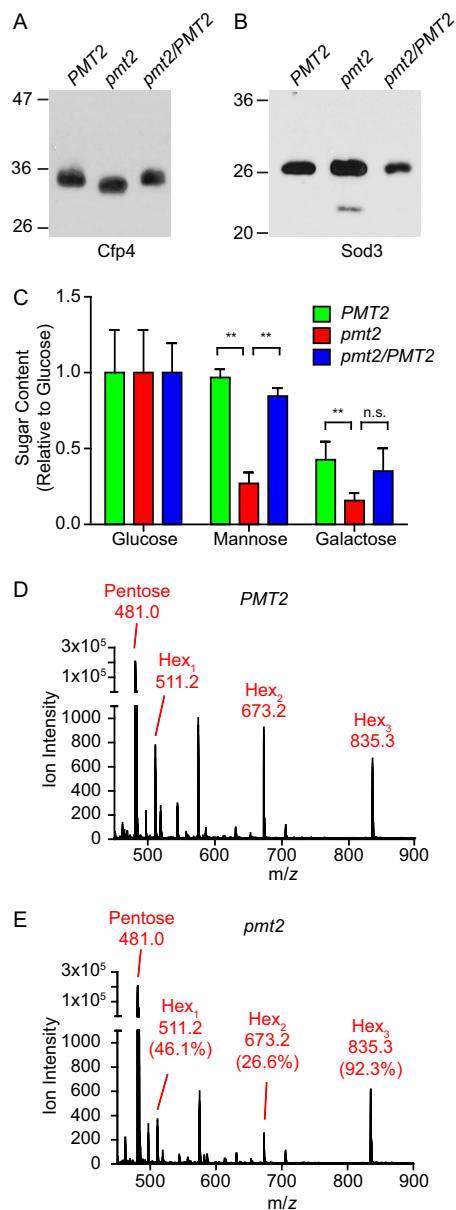 A
PMT2 pmt2 pmt2/PMT2
47
36
26
Cfp4
B
PMT2 pmt2 pmt2/PMT2
36
26
20
Sod3
C
Sugar Content
(Relative to Glucose)
1.5
1.0
0.5
0.0
** ** ** n.s.
PMT2
pmt2
pmt2/PMT2
Glucose Mannose Galactose
D
PMT2
Pentose
481.0
Hex₁
511.2
Hex₂
673.2
Hex₃
835.3
Ion Intensity
3x10⁵
1x10⁵
1000
800
600
400
200
0
500 600 700 800 900
m/z
E
pmt2
Pentose
481.0
Hex₁
511.2
(46.1%)
Hex₂
673.2
(26.6%)
Hex₃
835.3
(92.3%)
Ion Intensity
3x10⁵
1x10⁵
1000
800
600
400
200
0
500 600 700 800 900
m/z